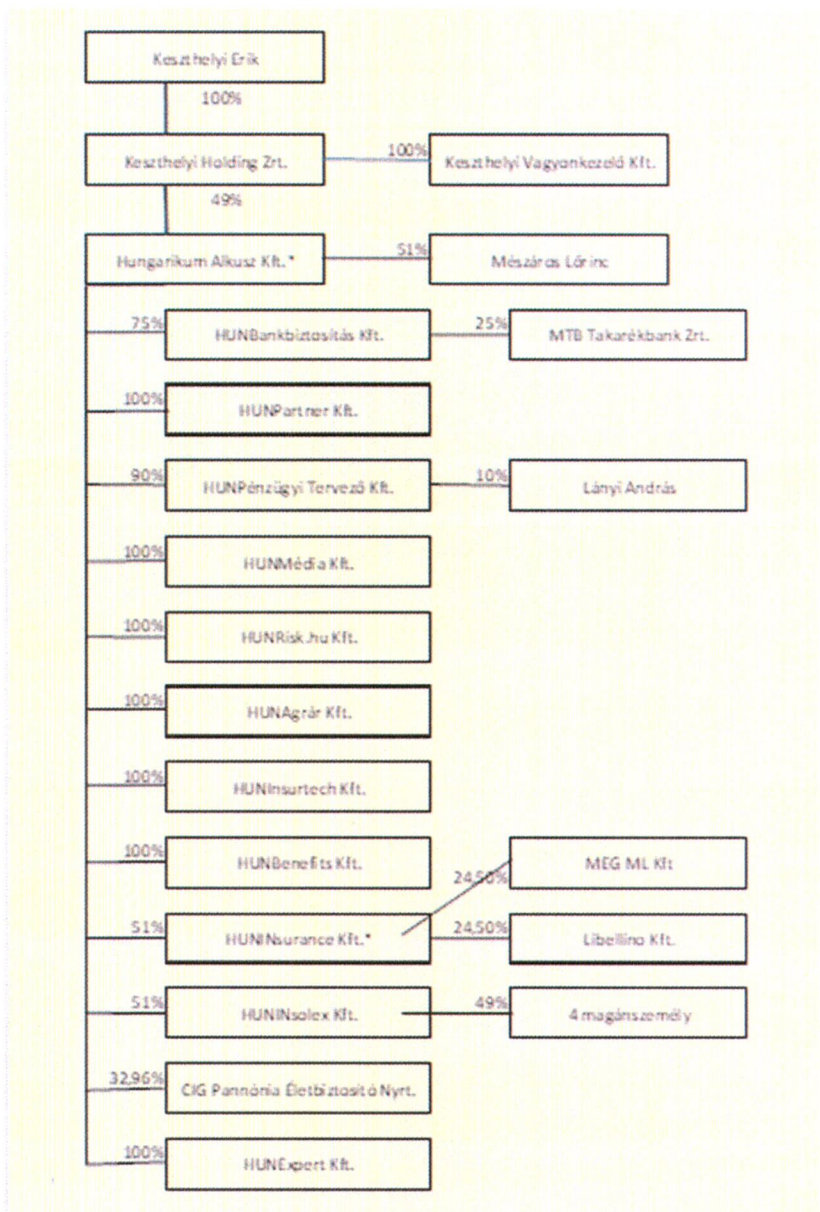 Keszthelyi Erik
100%
Keszthelyi Holding Zrt.
100%
Keszthelyi Vagyonkezelő Kft.
49%
Hungarikum Alkusz Kft.*
51%
Mészáros Lőrinc
75%
HUNBankbiztosítás Kft.
25%
MTB Takarékbank Zrt.
100%
HUNPartner Kft.
90%
HUNPénzügyi Tervező Kft.
10%
Lányi András
100%
HUNMédia Kft.
100%
HUNRisk.hu Kft.
100%
HUNAgrár Kft.
100%
HUNInsurtech Kft.
100%
HUNBenefits Kft.
24,50%
MEG ML Kft
51%
HUNINsurance Kft.*
24,50%
Libellino Kft.
51%
HUNINsolex Kft.
49%
4 magánszemély
32,96%
CIG Pannónia Életbiztosító Nyrt.
100%
HUNExpert Kft.